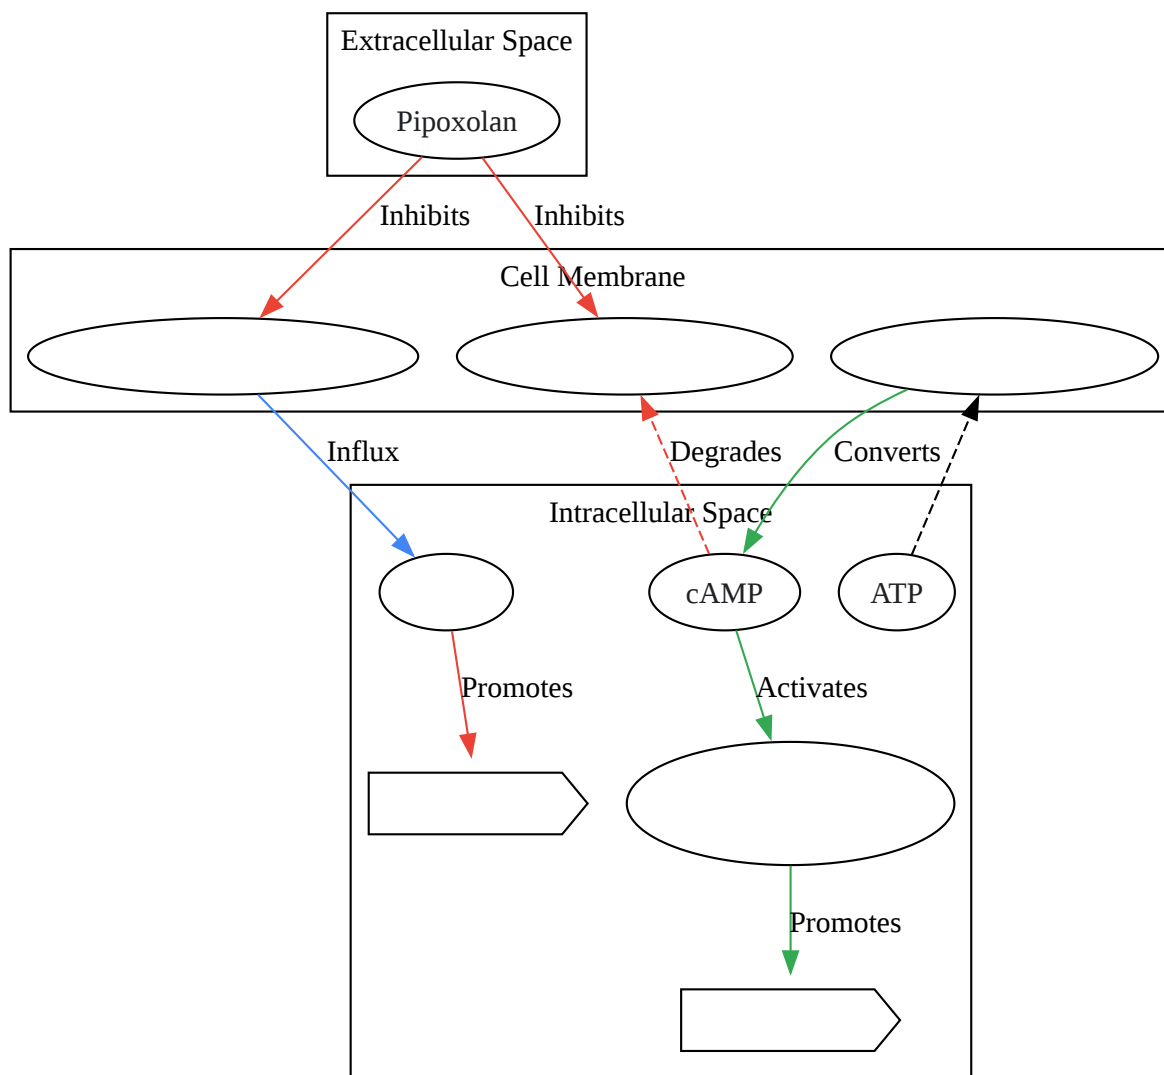 Extracellular Space
Pipoxolan
Inhibits
Inhibits
Cell Membrane
Influx
Degrades
Converts
Intracellular Space
cAMP
ATP
Promotes
Activates
Promotes